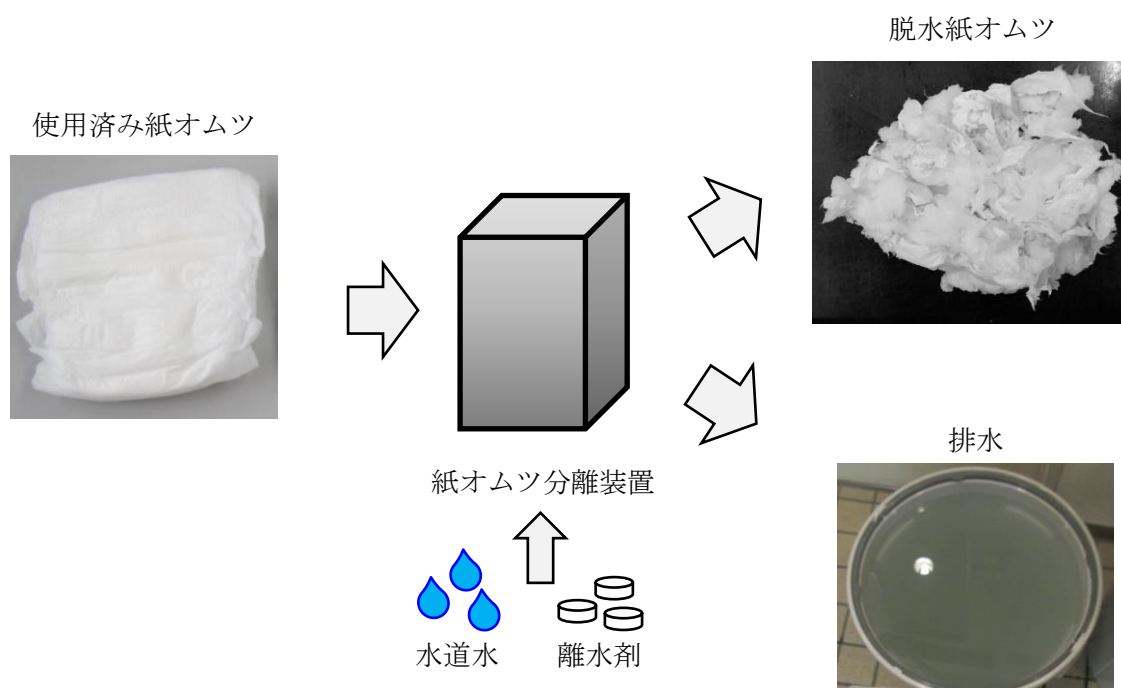 脱水紙オムツ
使用済み紙オムツ
排水
紙オムツ分離装置
水道水
離水剤